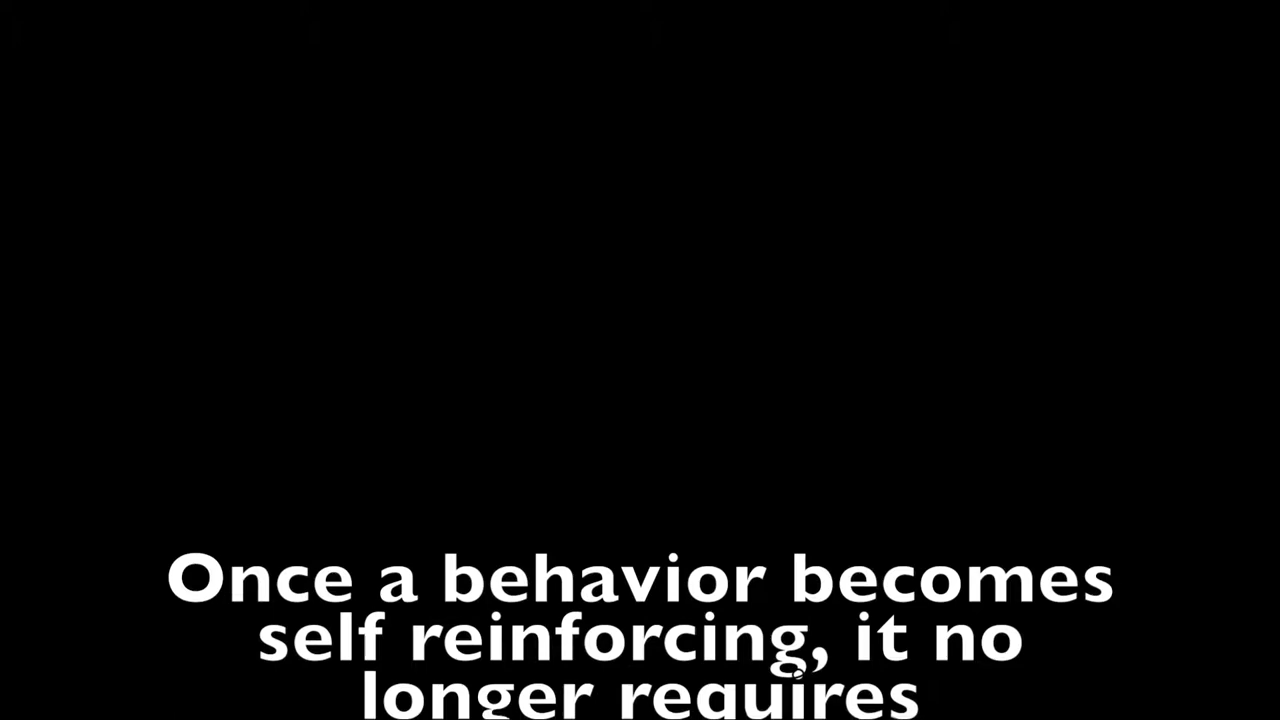 Once a behavior becomes
self reinforcing, it no
longer requires